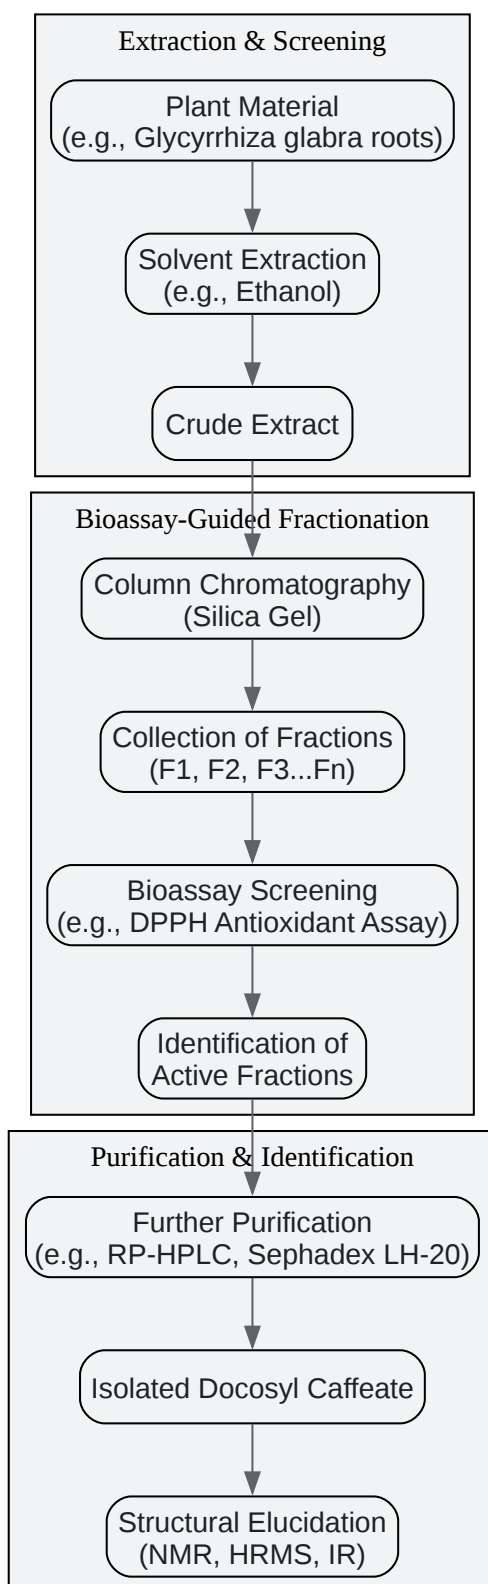 Extraction & Screening
Plant Material
(e.g., Glycyrrhiza glabra roots)
Solvent Extraction
(e.g., Ethanol)
Crude Extract
Bioassay-Guided Fractionation
Column Chromatography
(Silica Gel)
Collection of Fractions
(F1, F2, F3...Fn)
Bioassay Screening
(e.g., DPPH Antioxidant Assay)
Identification of
Active Fractions
Purification & Identification
Further Purification
(e.g., RP-HPLC, Sephadex LH-20)
Isolated Docosyl Caffeate
Structural Elucidation
(NMR, HRMS, IR)